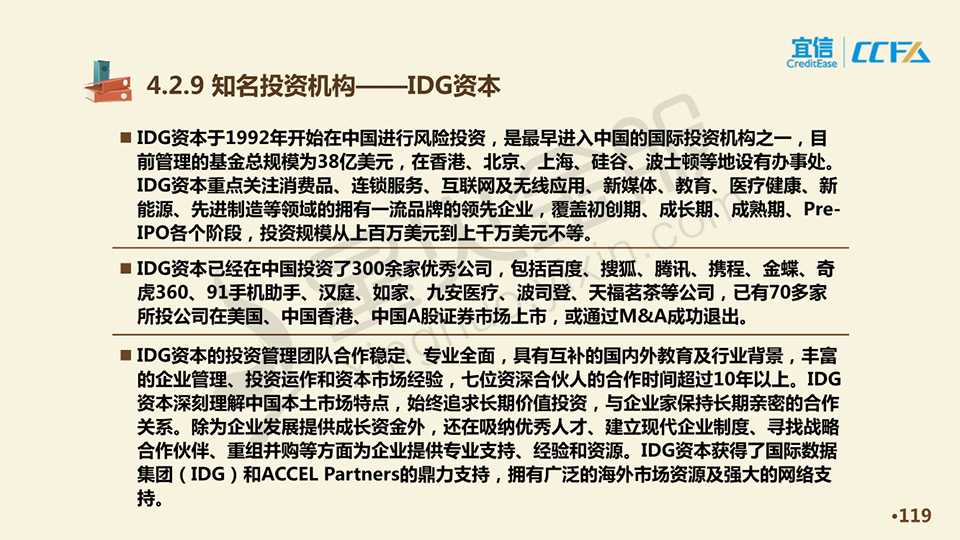 宜信
CreditEase
CCFA
4.2.9 知名投资机构——IDG资本
■ IDG资本于1992年开始在中国进行风险投资，是最早进入中国的国际投资机构之一，目
前管理的基金总规模为38亿美元，在香港、北京、上海、硅谷、波士顿等地设有办事处。
IDG资本重点关注消费品、连锁服务、互联网及无线应用、新媒体、教育、医疗健康、新
能源、先进制造等领域的拥有一流品牌的领先企业，覆盖初创期、成长期、成熟期、Pre-
IPO各个阶段，投资规模从上百万美元到上千万美元不等。
■ IDG资本已经在中国投资了300余家优秀公司，包括百度、搜狐、腾讯、携程、金蝶、奇
虎360、91手机助手、汉庭、如家、九安医疗、波司登、天福茗茶等公司，已有70多家
所投公司在美国、中国香港、中国A股证券市场上市，或通过M&A成功退出。
■ IDG资本的投资管理团队合作稳定、专业全面，具有互补的国内外教育及行业背景，丰富
的企业管理、投资运作和资本市场经验，七位资深合伙人的合作时间超过10年以上。IDG
资本深刻理解中国本土市场特点，始终追求长期价值投资，与企业家保持长期亲密的合作
关系。除为企业发展提供成长资金外，还在吸纳优秀人才、建立现代企业制度、寻找战略
合作伙伴、重组并购等方面为企业提供专业支持、经验和资源。IDG资本获得了国际数据
集团（IDG）和ACCEL Partners的鼎力支持，拥有广泛的海外市场资源及强大的网络支
持。
•119